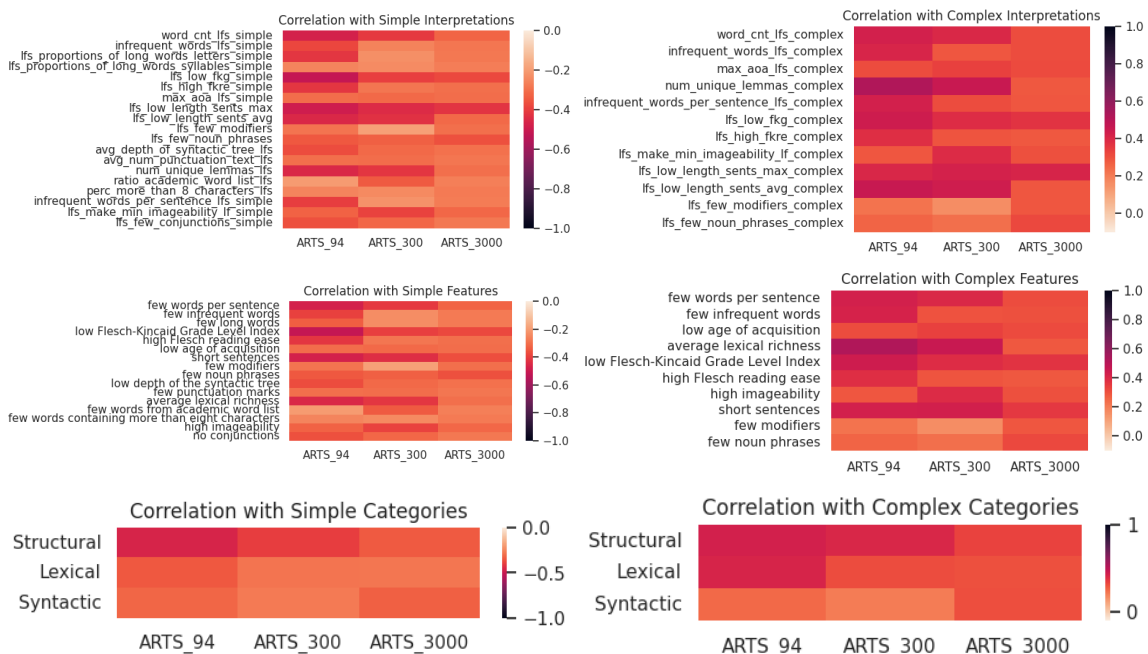 Correlation with Simple Interpretations
word_cnt_lfs_simple
infrequent_words_lfs_simple
lfs_proportions_of_long_words_letters_simple
lfs_proportions_of_long_words_syllables_simple
lfs_low_fkg_simple
lfs_high_fkre_simple
max_aoa_lfs_simple
lfs_low_length_sents_max
lfs_low_length_sents_avg
lfs_few_modifiers
lfs_few_noun_phrases
avg_depth_of_syntactic_tree_lfs
avg_num_punctuation_text_lfs
num_unique_lemmas_lfs
ratio_academic_word_list_lfs
perc_more_than_8_characters_lfs
infrequent_words_per_sentence_lfs_simple
lfs_make_min_imageability_lf_simple
lfs_few_conjunctions_simple
ARTS_94 ARTS_300 ARTS_3000
0.0
−0.2
−0.4
−0.6
−0.8
−1.0
Correlation with Complex Interpretations
word_cnt_lfs_complex
infrequent_words_lfs_complex
max_aoa_lfs_complex
num_unique_lemmas_complex
infrequent_words_per_sentence_lfs_complex
lfs_low_fkg_complex
lfs_high_fkre_complex
lfs_make_min_imageability_lf_complex
lfs_low_length_sents_max_complex
lfs_low_length_sents_avg_complex
lfs_few_modifiers_complex
lfs_few_noun_phrases_complex
ARTS_94 ARTS_300 ARTS_3000
1.0
0.8
0.6
0.4
0.2
0.0
Correlation with Simple Features
few words per sentence
few infrequent words
few long words
low Flesch-Kincaid Grade Level Index
high Flesch reading ease
low age of acquisition
short sentences
few modifiers
few noun phrases
low depth of the syntactic tree
few punctuation marks
average lexical richness
few words from academic word list
few words containing more than eight characters
high imageability
no conjunctions
ARTS_94 ARTS_300 ARTS_3000
0.0
−0.2
−0.4
−0.6
−0.8
−1.0
Correlation with Complex Features
few words per sentence
few infrequent words
low age of acquisition
average lexical richness
low Flesch-Kincaid Grade Level Index
high Flesch reading ease
high imageability
short sentences
few modifiers
few noun phrases
ARTS_94 ARTS_300 ARTS_3000
1.0
0.8
0.6
0.4
0.2
0.0
Correlation with Simple Categories
Structural
Lexical
Syntactic
ARTS_94 ARTS_300 ARTS_3000
0.0
−0.5
−1.0
Correlation with Complex Categories
Structural
Lexical
Syntactic
ARTS_94 ARTS_300 ARTS_3000
1
0